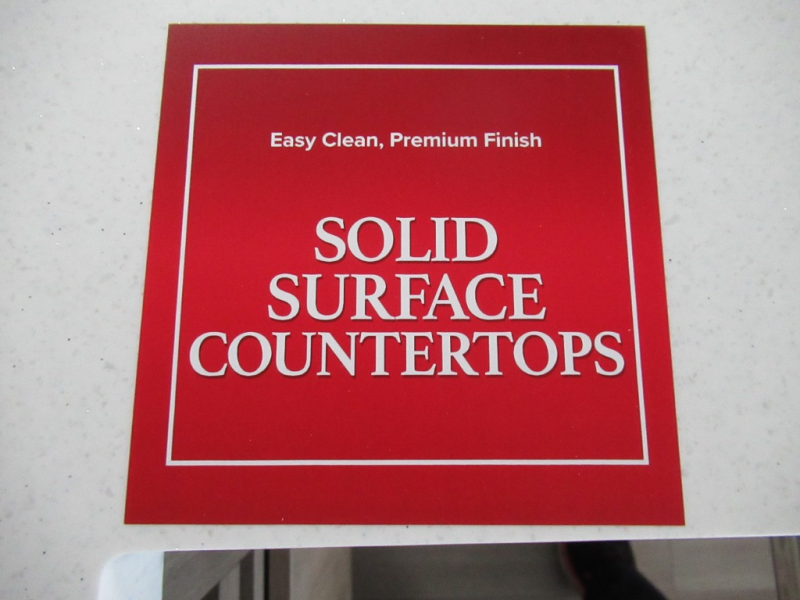 Easy Clean, Premium Finish
SOLID
SURFACE
COUNTERTOPS